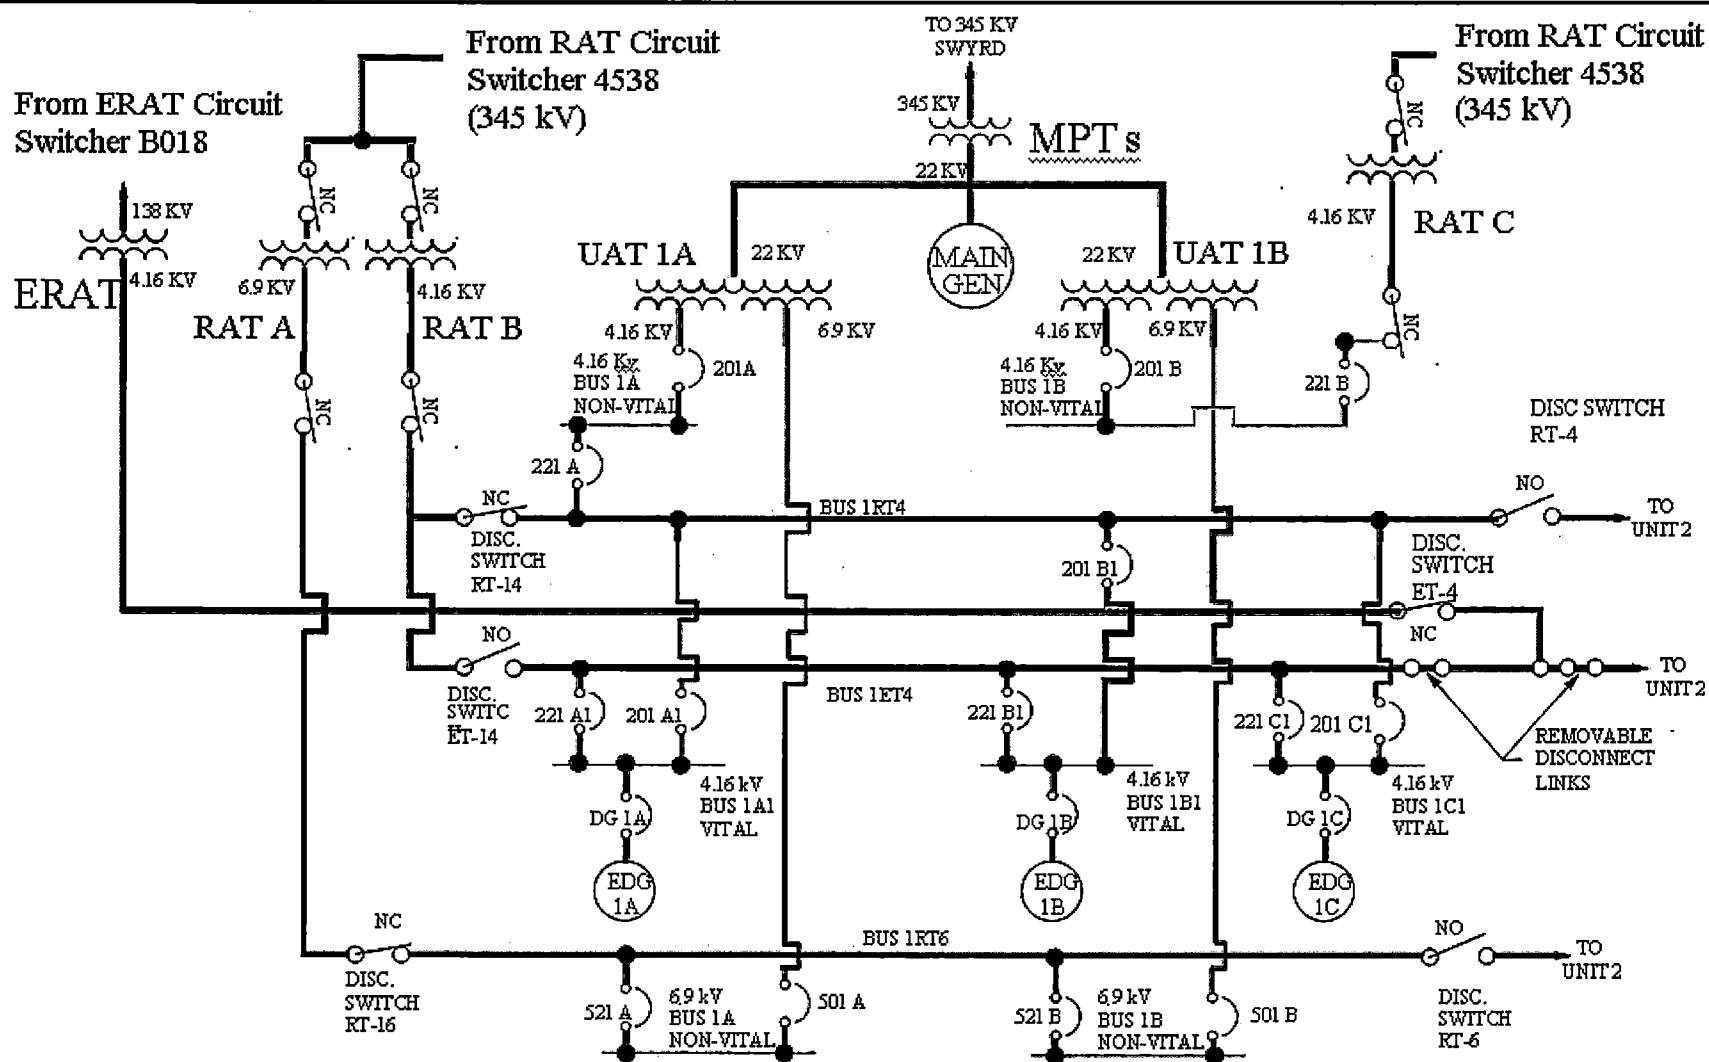 TO 345 KV
SWYRD
From RAT Circuit
Switcher 4538
(345 kV)
From RAT Circuit
Switcher 4538
(345 kV)
From ERAT Circuit
Switcher B018
345 KV
MPT s
22 KV
NC
NC
NC
138 KV
4.16 KV
ERAT
6.9 KV
RAT A
4.16 KV
RAT B
UAT 1A
22 KV
MAIN
GEN
22 KV
UAT 1B
4.16 KV
RAT C
4.16 KV
6.9 KV
4.16 KV
6.9 KV
NC
4.16 Kv
BUS 1A
NON-VITAL
201A
4.16 Kv
BUS 1B
NON-VITAL
201 B
221 B
NC
NC
DISC SWITCH
RT-4
221 A
NC
DISC.
SWITCH
RT-14
BUS 1RT4
NO
TO
UNIT 2
201 B1
DISC.
SWITCH
ET-4
NC
NO
DISC.
SWITC
ET-14
BUS 1ET4
TO
UNIT 2
221 A1
201 A1
221 B1
221 C1
201 C1
REMOVABLE
DISCONNECT
LINKS
4.16 kV
BUS 1A1
VITAL
4.16 kV
BUS 1B1
VITAL
4.16 kV
BUS 1C1
VITAL
DG 1A
DG 1B
DG 1C
EDG
1A
EDG
1B
EDG
1C
NC
DISC.
SWITCH
RT-16
BUS 1RT6
NO
TO
UNIT 2
DISC.
SWITCH
RT-6
521 A
6.9 kV
BUS 1A
NON-VITAL
501 A
521 B
6.9 kV
BUS 1B
NON-VITAL
501 B